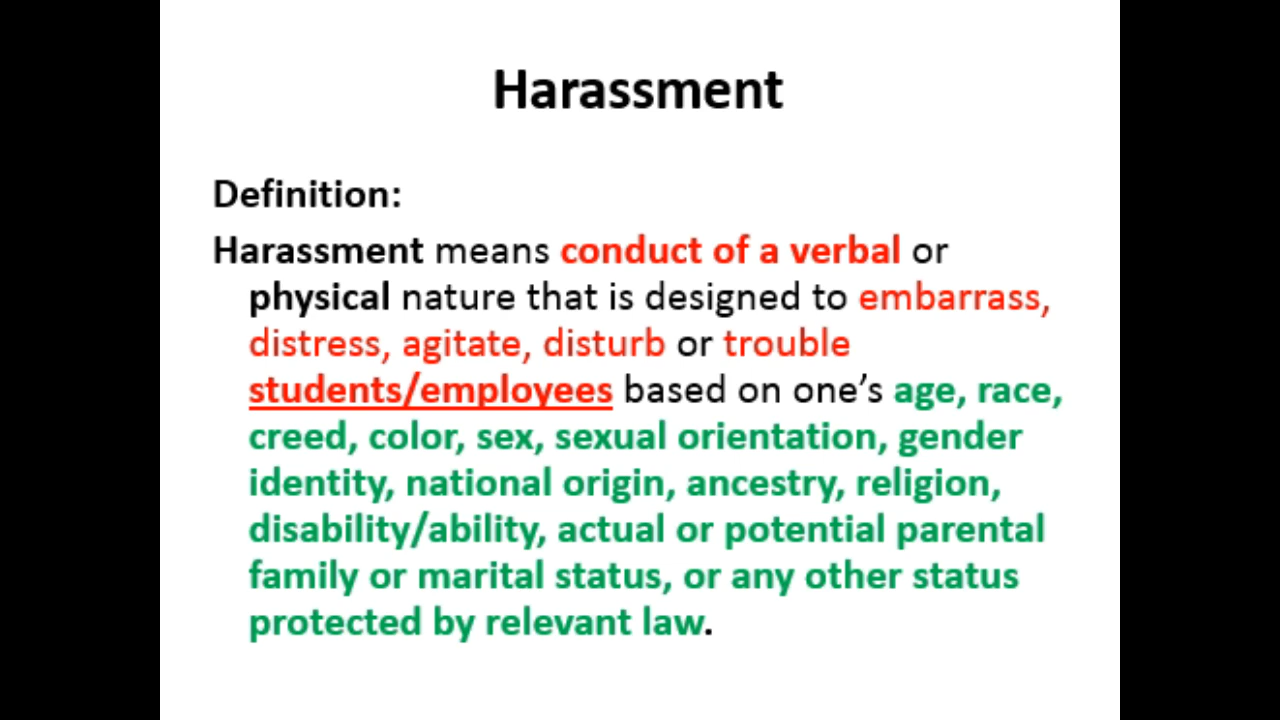 Harassment
Definition:
Harassment means conduct of a verbal or
physical nature that is designed to embarrass,
distress, agitate, disturb or trouble
students/employees based on one’s age, race,
creed, color, sex, sexual orientation, gender
identity, national origin, ancestry, religion,
disability/ability, actual or potential parental
family or marital status, or any other status
protected by relevant law.